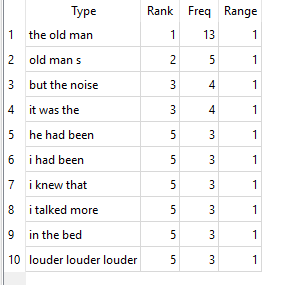 Type Rank Freq Range
1 the old man 1 13 1
2 old man s 2 5 1
3 but the noise 3 4 1
4 it was the 3 4 1
5 he had been 5 3 1
6 i had been 5 3 1
7 i knew that 5 3 1
8 i talked more 5 3 1
9 in the bed 5 3 1
10 louder louder louder 5 3 1